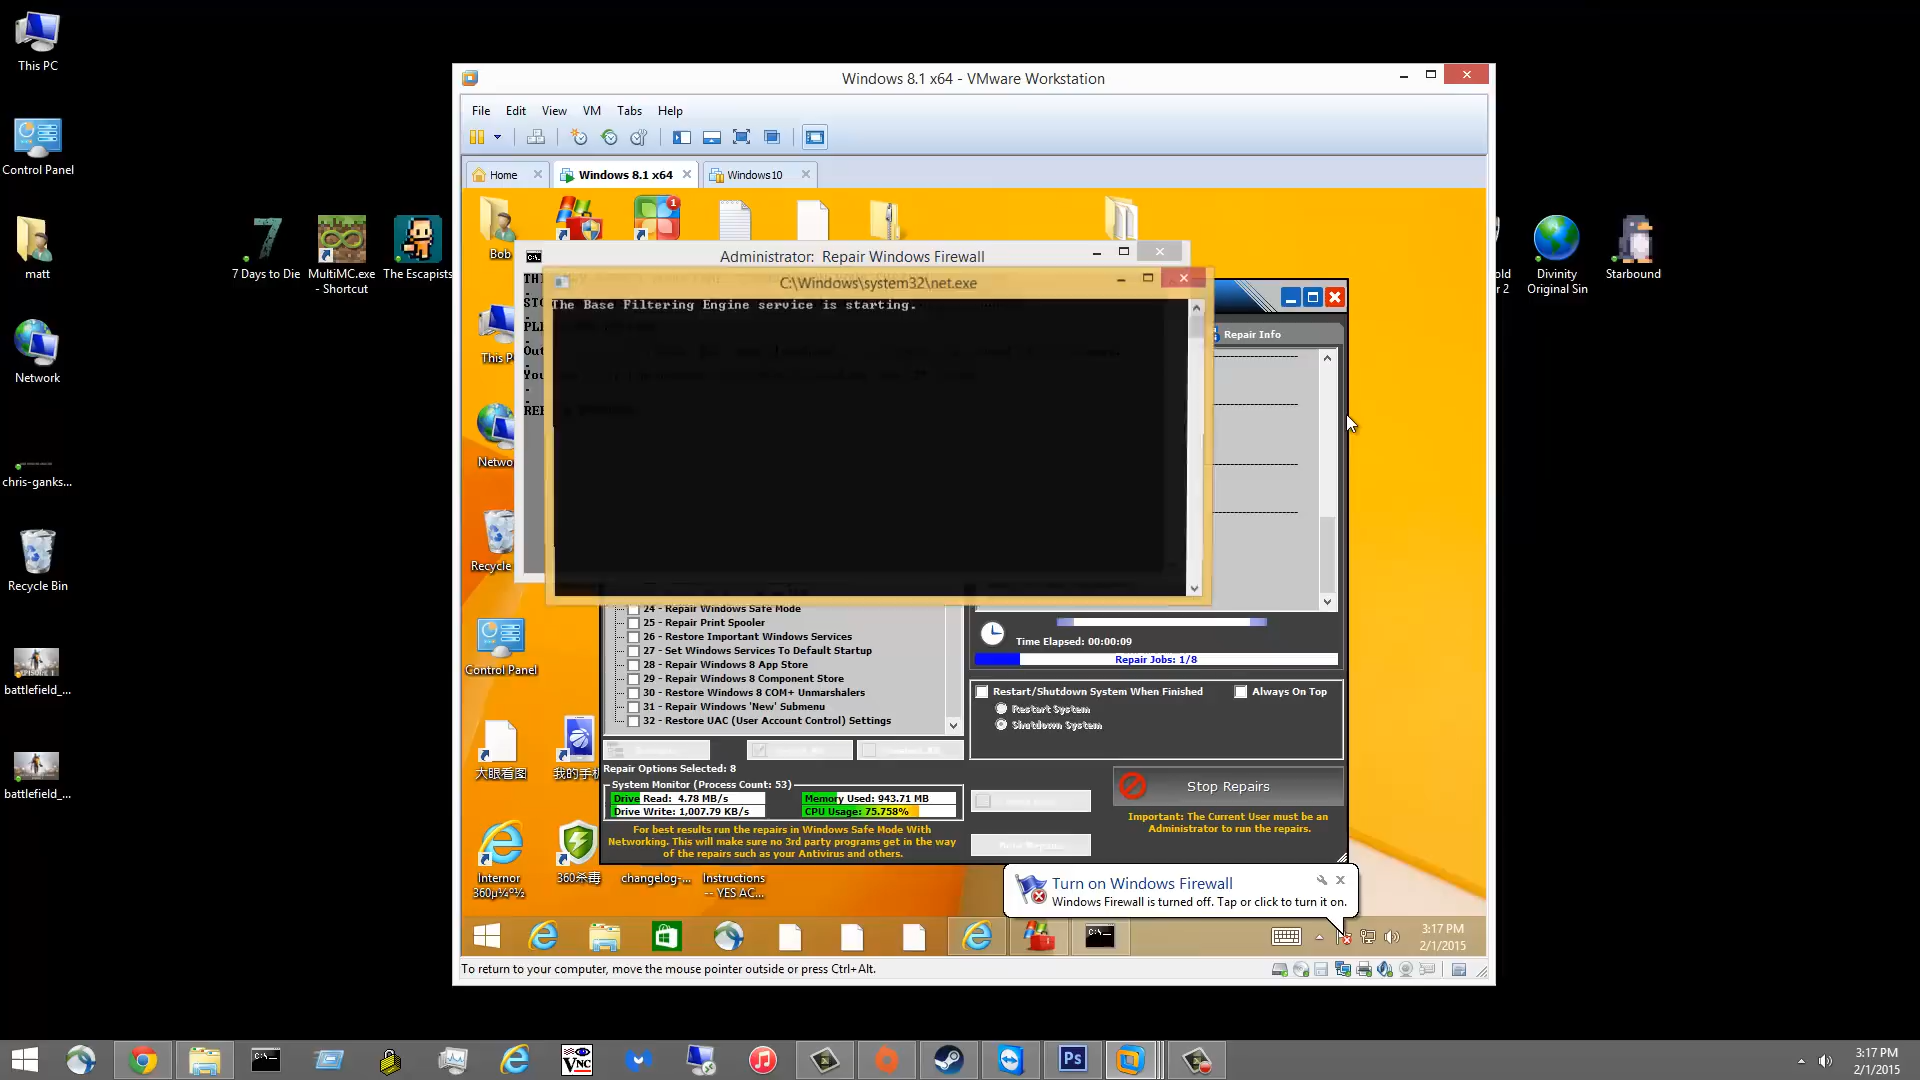 This PC
Control Panel
matt
Network
chris-ganks...
Recycle Bin
battlefield_...
battlefield_...
7 Days to Die
MultiMC.exe
- Shortcut
The Escapists
Divinity
Original Sin
Starbound
Windows 8.1 x64 - VMware Workstation
File Edit View VM Tabs Help
Home
Windows 8.1 x64
Windows10
Bob
This P
Netwo
Recycle
Control Panel
大眼看图
我的手机
360杀毒
changelog-...
Instructions
-- YES AC...
Administrator: Repair Windows Firewall
C:\Windows\system32\net.exe
The Base Filtering Engine service is starting.
Repair Info
24 - Repair Windows Safe Mode
25 - Repair Print Spooler
26 - Restore Important Windows Services
27 - Set Windows Services To Default Startup
28 - Repair Windows 8 App Store
29 - Repair Windows 8 Component Store
30 - Restore Windows 8 COM+ Unmarshalers
31 - Repair Windows 'New' Submenu
32 - Restore UAC (User Account Control) Settings
Time Elapsed: 00:00:09
Repair Jobs: 1/8
Restart/Shutdown System When Finished
Always On Top
Restart System
Shutdown System
Repair Options Selected: 8
System Monitor (Process Count: 53)
Drive Read: 4.78 MB/s
Memory Used: 943.71 MB
Drive Write: 1,007.79 KB/s
CPU Usage: 75.758%
For best results run the repairs in Windows Safe Mode With
Networking. This will make sure no 3rd party programs get in the way
of the repairs such as your Antivirus and others.
Stop Repairs
Important: The Current User must be an
Administrator to run the repairs.
Turn on Windows Firewall
Windows Firewall is turned off. Tap or click to turn it on.
3:17 PM
2/1/2015
To return to your computer, move the mouse pointer outside or press Ctrl+Alt.
3:17 PM
2/1/2015